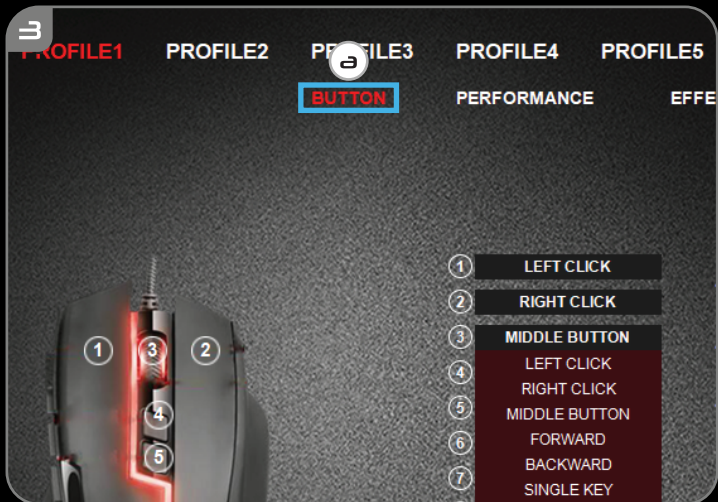 3
PROFILE1 PROFILE2 PROFILE3 PROFILE4 PROFILE5
a
BUTTON PERFORMANCE EFFE
1 LEFT CLICK
2 RIGHT CLICK
3 MIDDLE BUTTON
LEFT CLICK
4
RIGHT CLICK
5
MIDDLE BUTTON
FORWARD
6
BACKWARD
7
SINGLE KEY
1 3 2
4
5